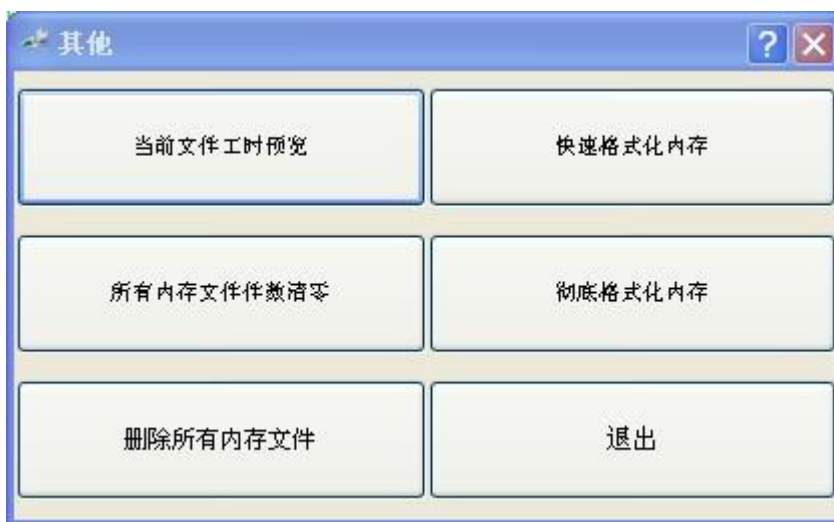 其他
?
当前文件工时预览
快速格式化内存
所有内存文件件数清零
彻底格式化内存
删除所有内存文件
退出